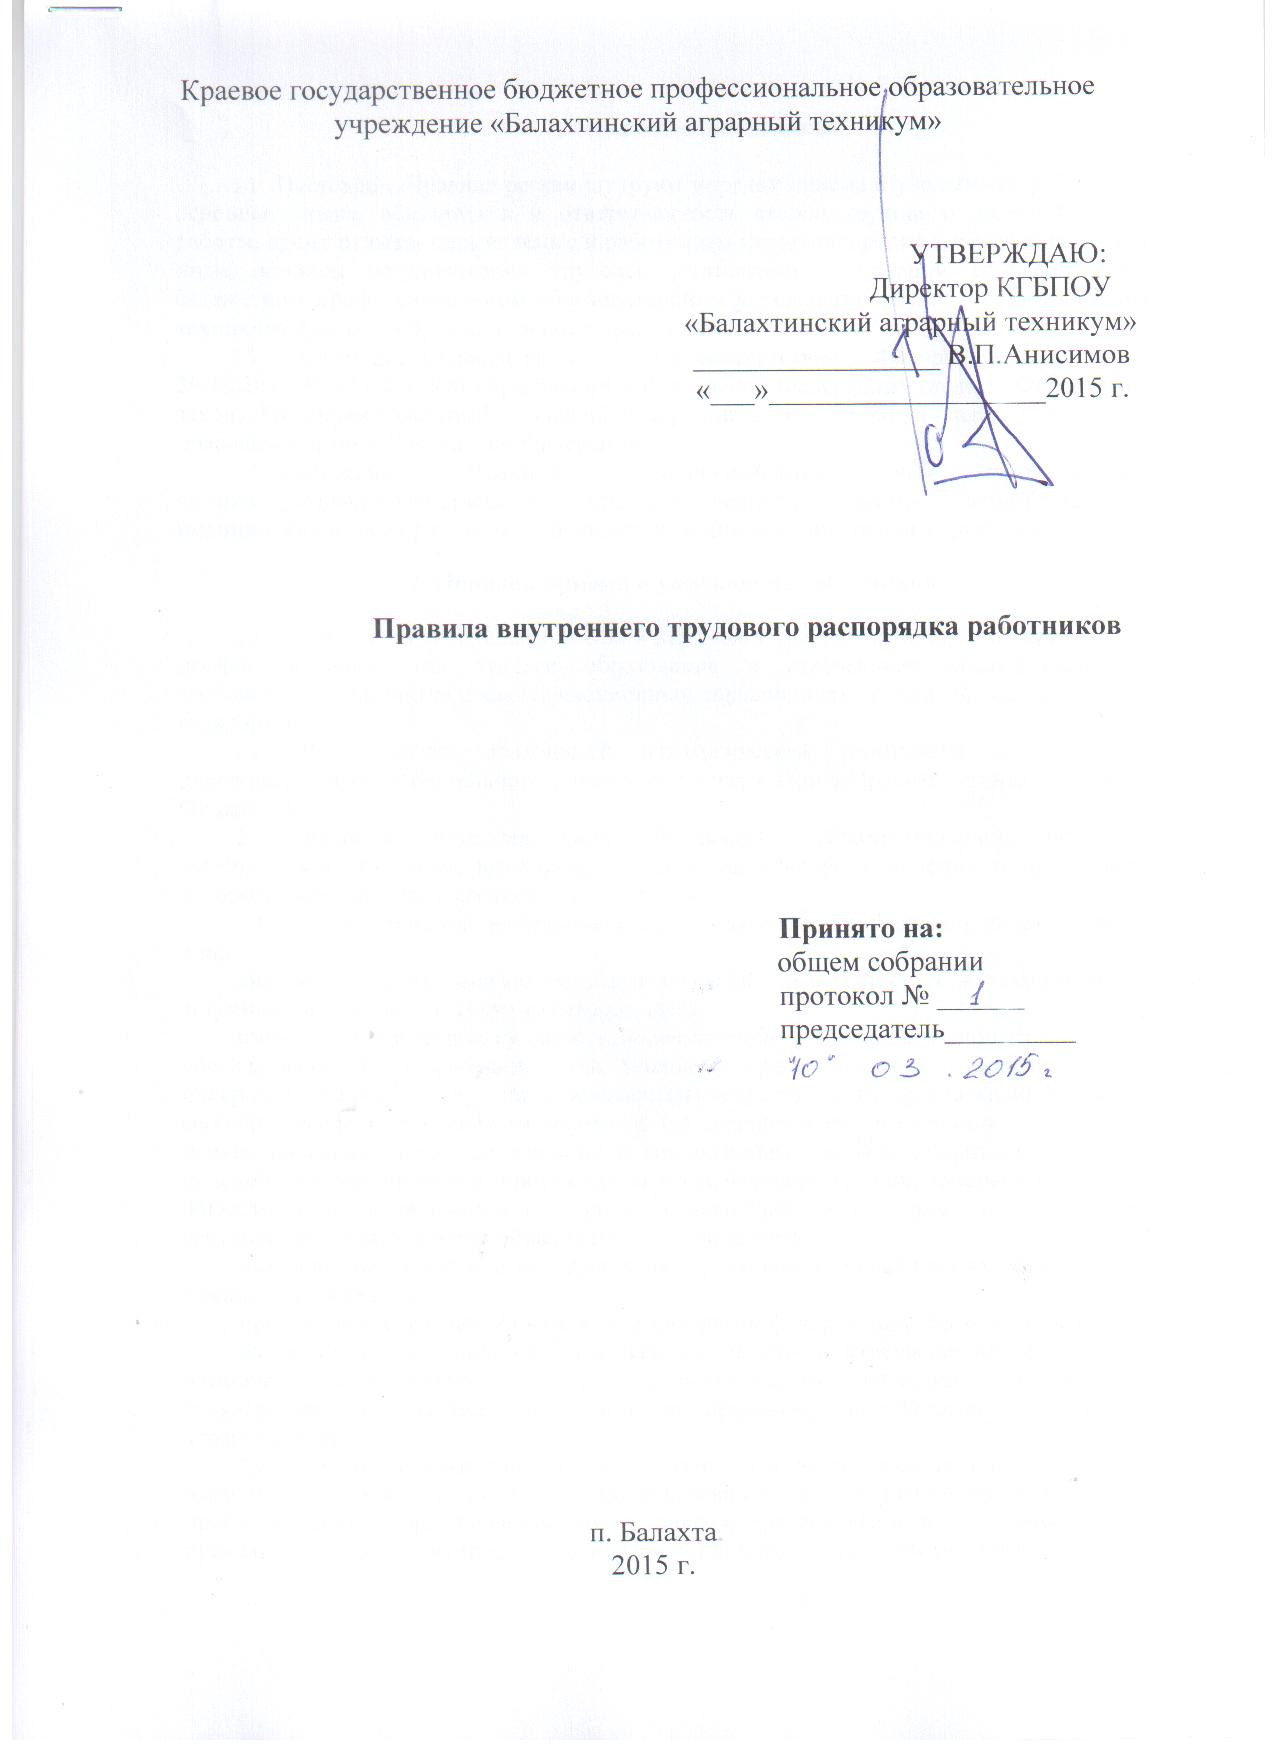 Краевое государственное бюджетное профессиональное образовательное
учреждение «Балахтинский аграрный техникум»
УТВЕРЖДАЮ:
Директор КГБПОУ
«Балахтинский аграрный техникум»
_________________ В.П.Анисимов
«___»___________________2015 г.
Правила внутреннего трудового распорядка работников
Принято на:
общем собрании
протокол № 1
председатель_________
"10" 03 . 2015 г.
п. Балахта
2015 г.